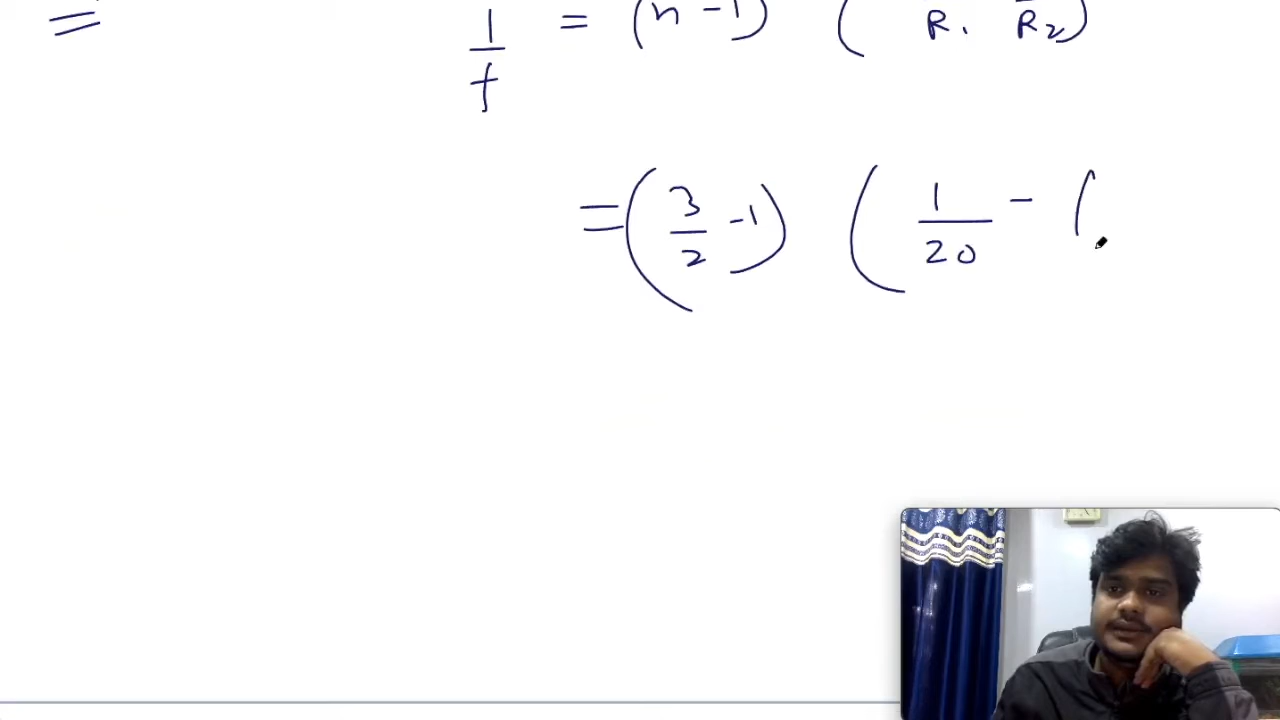 = 1/f = (n - 1) ( R1 R2 )
= ( 3/2 - 1 ) ( 1/20 - (